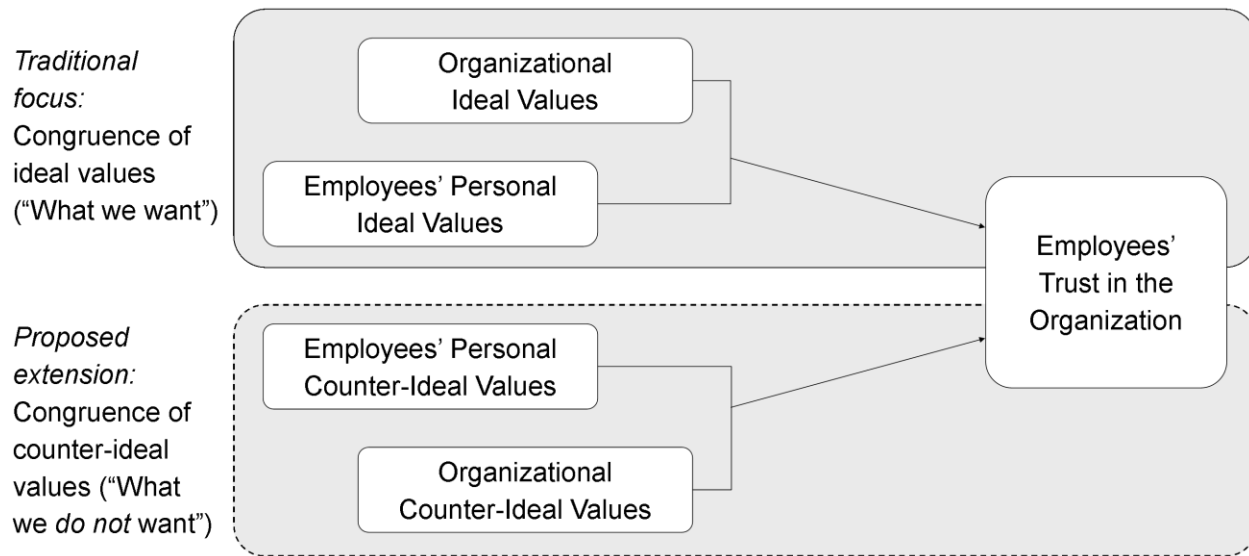 Traditional
focus:
Congruence of
ideal values
(“What we want”)
Organizational
Ideal Values
Employees’ Personal
Ideal Values
Employees’
Trust in the
Organization
Proposed
extension:
Congruence of
counter-ideal
values (“What
we do not want”)
Employees’ Personal
Counter-Ideal Values
Organizational
Counter-Ideal Values